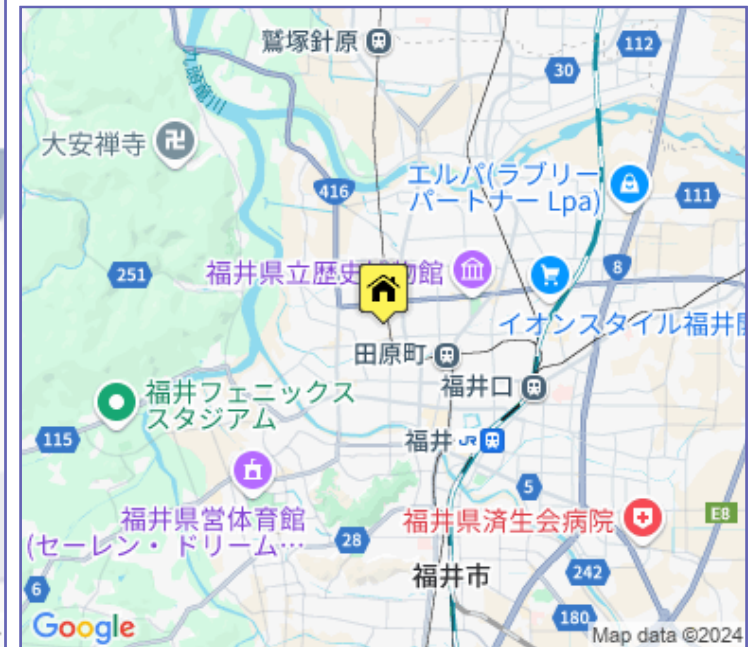 鷲塚針原
112
30
九頭竜川
大安禅寺
エルパ(ラブリー
パートナー Lpa)
416
111
251
福井県立歴史
物館
8
イオンスタイル福井
田原町
福井口
福井フェニックス
スタジアム
115
福井 JR
5
福井県営体育館
(セーレン・ドリーム…
福井県済生会病院
E8
28
福井市
242
6
180
Google
Map data ©2024